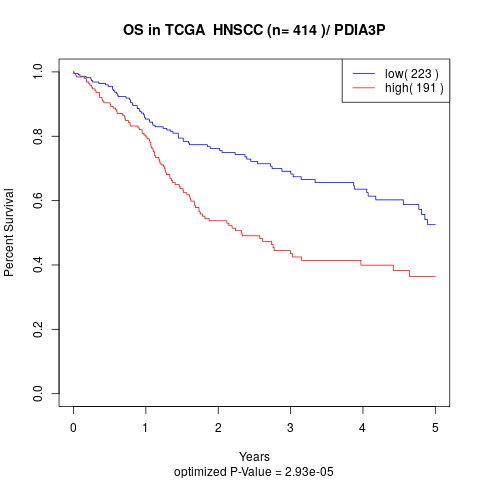 OS in TCGA  HNSCC (n= 414 )/ PDIA3P
low( 223 )
high( 191 )
Percent Survival
1.0
0.8
0.6
0.4
0.2
0.0
0 1 2 3 4 5
Years
optimized P-Value = 2.93e-05